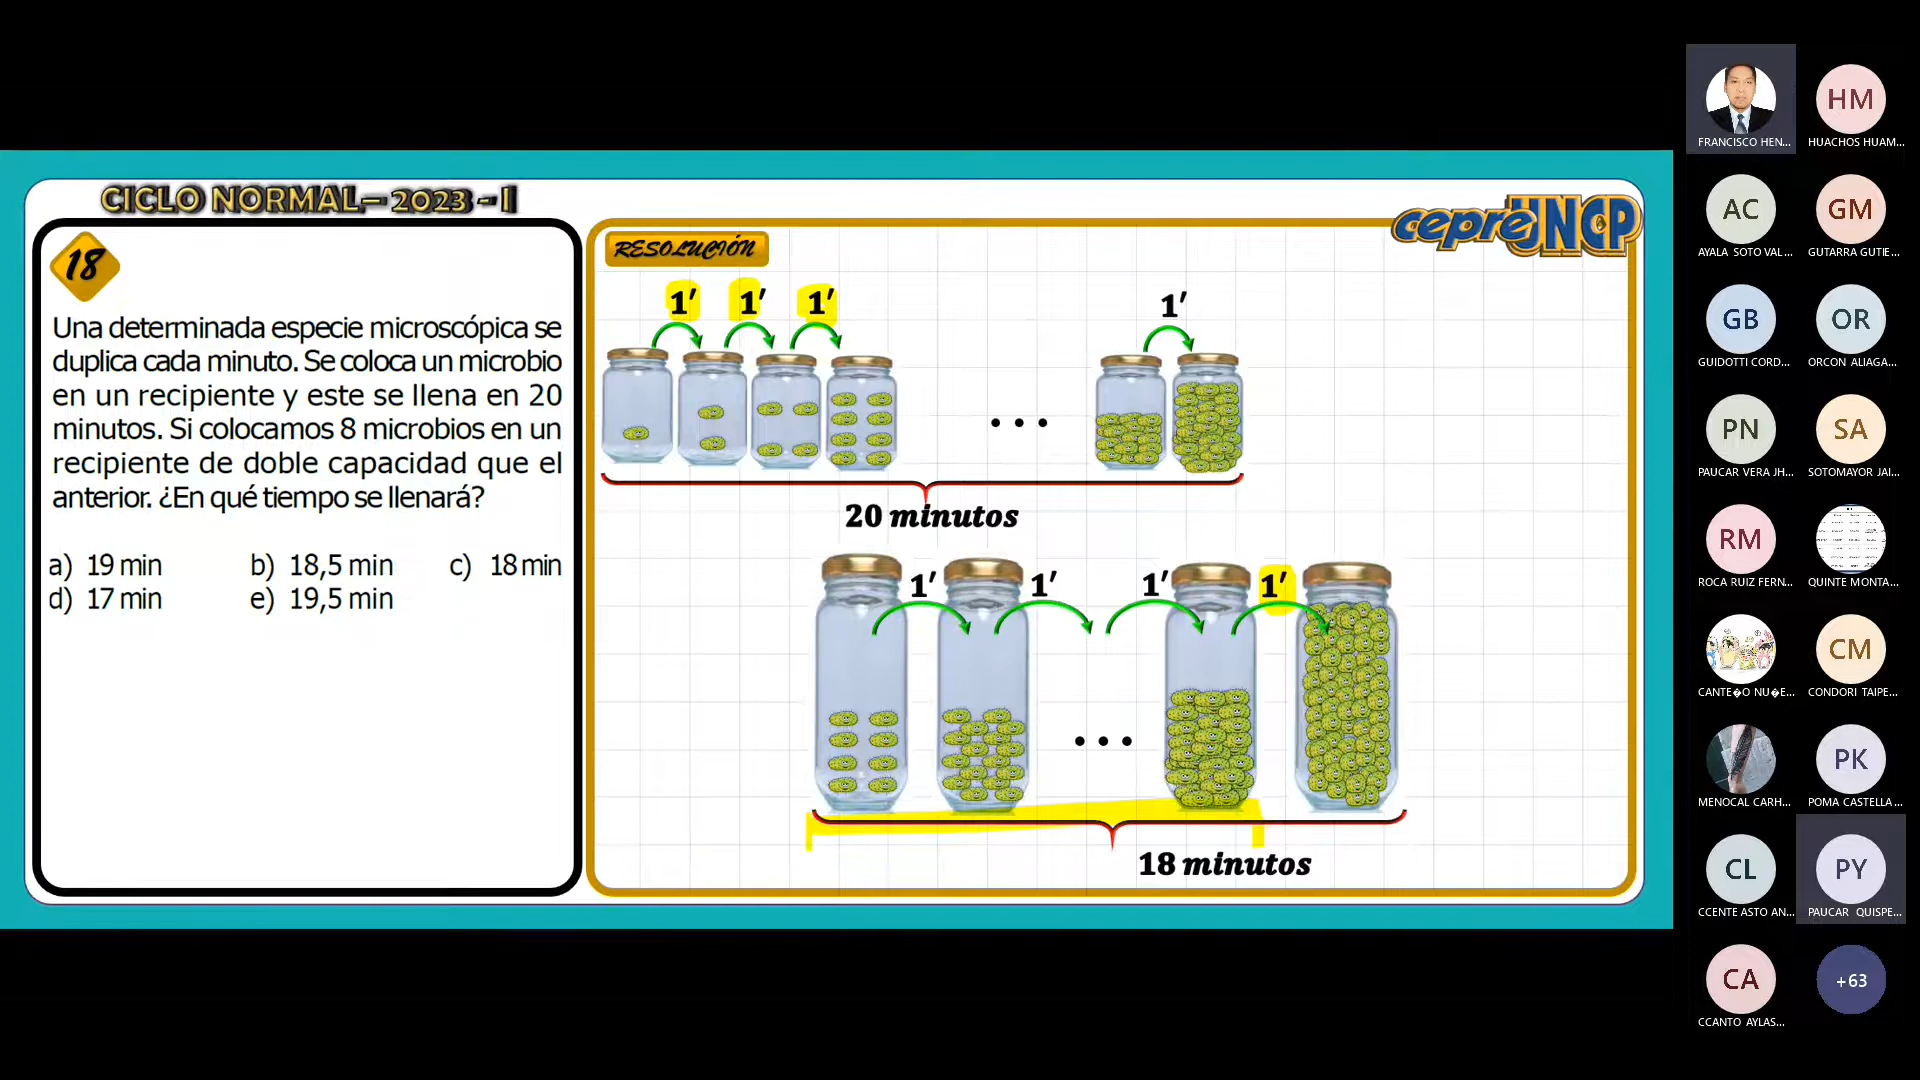 CICLO NORMAL– 2023 - I
cepreUNCP
18
Una determinada especie microscópica se
duplica cada minuto. Se coloca un microbio
en un recipiente y este se llena en 20
minutos. Si colocamos 8 microbios en un
recipiente de doble capacidad que el
anterior. ¿En qué tiempo se llenará?
a) 19 min b) 18,5 min c) 18 min
d) 17 min e) 19,5 min
RESOLUCIÓN
1′ 1′ 1′ 1′
20 minutos
1′ 1′ 1′ 1′
18 minutos
FRANCISCO HEN...
HM
HUACHOS HUAM...
AC
AYALA SOTO VAL...
GM
GUTARRA GUTIE...
GB
GUIDOTTI CORD...
OR
ORCON ALIAGA...
PN
PAUCAR VERA JH...
SA
SOTOMAYOR JAI...
RM
ROCA RUIZ FERN...
QUINTE MONTA...
CANTE�O NU�E...
CM
CONDORI TAIPE...
MENOCAL CARH...
PK
POMA CASTELLA...
CL
CCENTE ASTO AN...
PY
PAUCAR QUISPE...
CA
CCANTO AYLAS...
+63